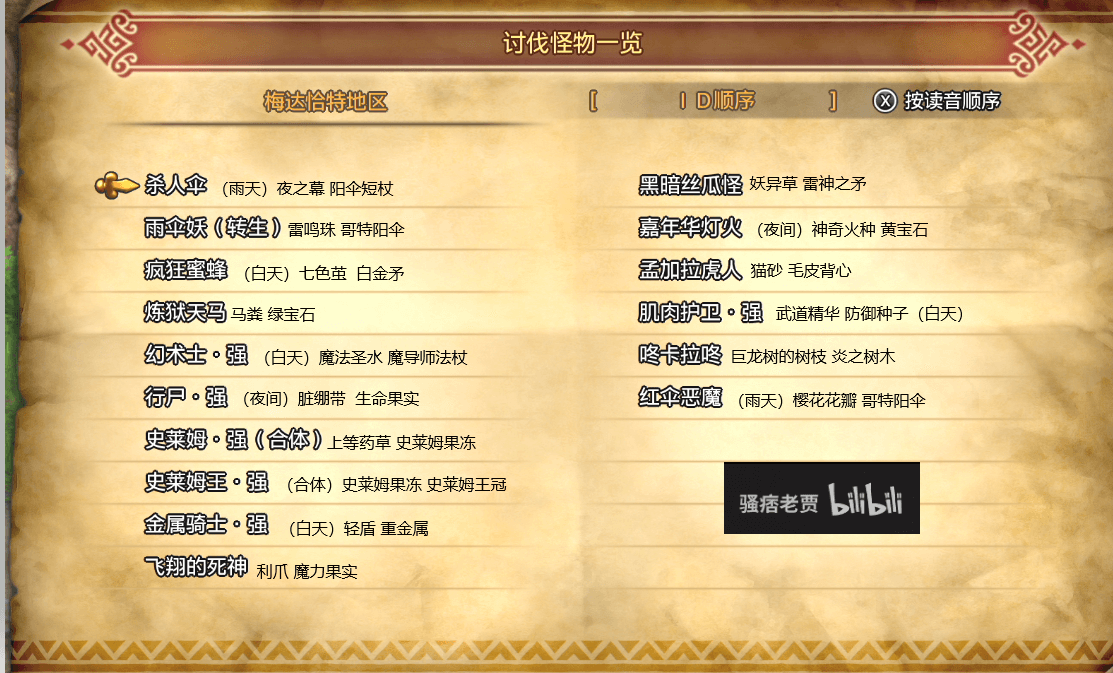 讨伐怪物一览
梅达恰特地区
[ ＩＤ顺序 ] X 按读音顺序
杀人伞 （雨天）夜之幕 阳伞短杖
雨伞妖（转生）雷鸣珠 哥特阳伞
疯狂蜜蜂 （白天）七色茧 白金矛
炼狱天马 马粪 绿宝石
幻术士・强 （白天）魔法圣水 魔导师法杖
行尸・强 （夜间）脏绷带 生命果实
史莱姆・强（合体）上等药草 史莱姆果冻
史莱姆王・强 （合体）史莱姆果冻 史莱姆王冠
金属骑士・强 （白天）轻盾 重金属
飞翔的死神 利爪 魔力果实
黑暗丝瓜怪 妖异草 雷神之矛
嘉年华灯火 （夜间）神奇火种 黄宝石
孟加拉虎人 猫砂 毛皮背心
肌肉护卫・强 武道精华 防御种子（白天）
咚卡拉咚 巨龙树的树枝 炎之树木
红伞恶魔 （雨天）樱花花瓣 哥特阳伞
骚痞老贾 bilibili